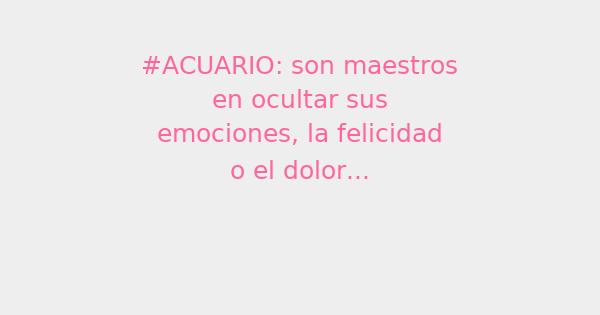 #ACUARIO: son maestros
en ocultar sus
emociones, la felicidad
o el dolor...